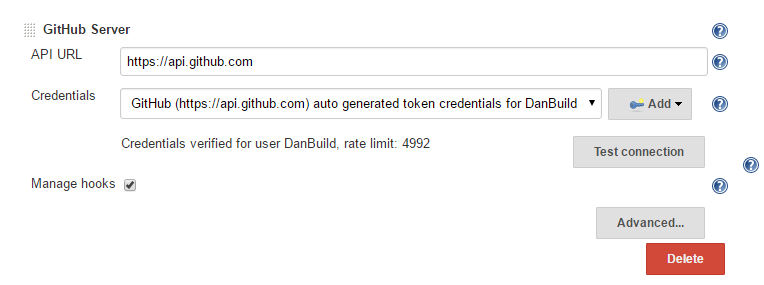 GitHub Server
API URL
https://api.github.com
Credentials
GitHub (https://api.github.com) auto generated token credentials for DanBuild
Add
Credentials verified for user DanBuild, rate limit: 4992
Test connection
Manage hooks
Advanced...
Delete